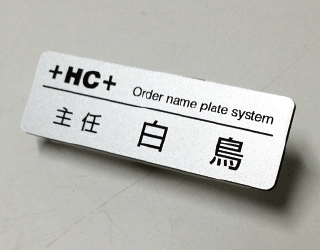 +HC+ Order name plate system
主任 白鳥